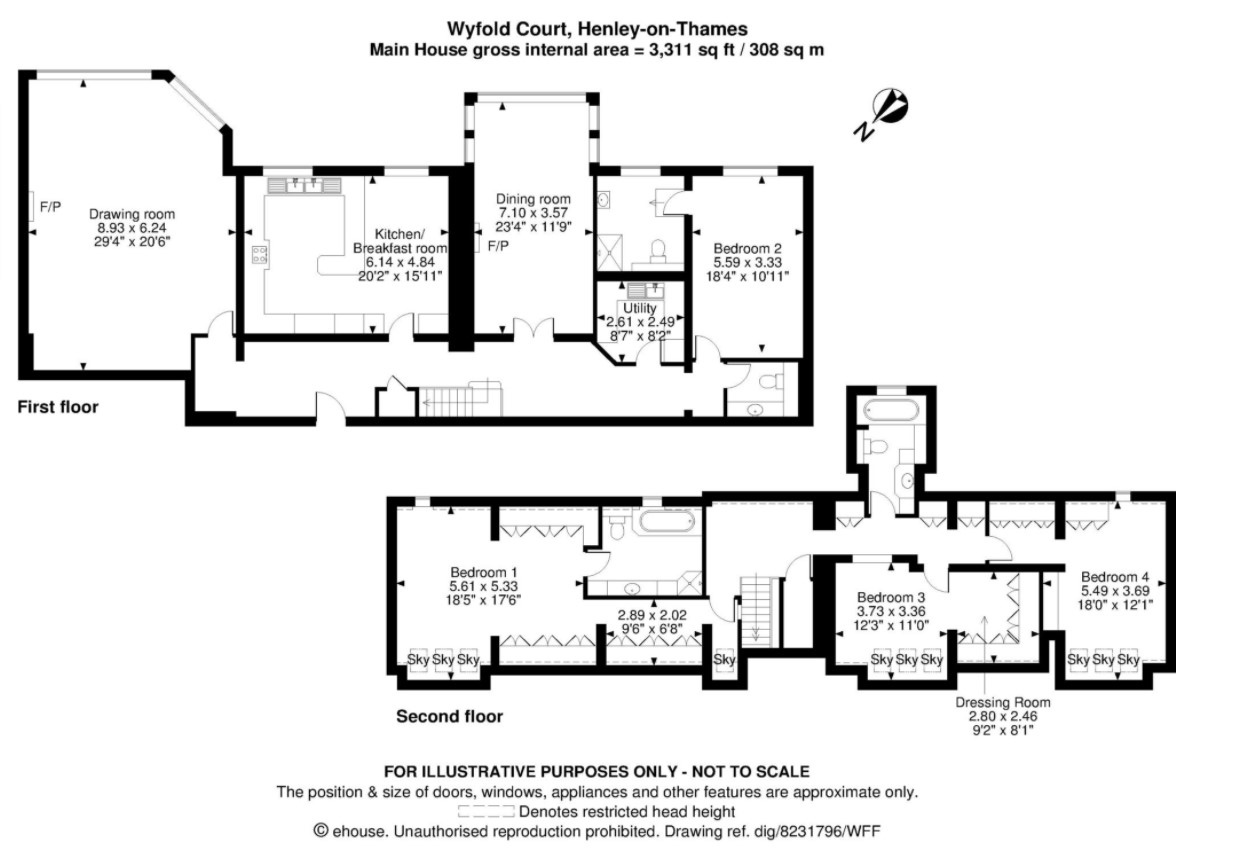 Wyfold Court, Henley-on-Thames
Main House gross internal area = 3,311 sq ft / 308 sq m
N
F/P
Drawing room
8.93 x 6.24
29'4" x 20'6"
Kitchen/
Breakfast room
6.14 x 4.84
20'2" x 15'11"
Dining room
7.10 x 3.57
23'4" x 11'9"
F/P
Utility
2.61 x 2.49
8'7" x 8'2"
Bedroom 2
5.59 x 3.33
18'4" x 10'11"
First floor
Bedroom 1
5.61 x 5.33
18'5" x 17'6"
2.89 x 2.02
9'6" x 6'8"
Bedroom 3
3.73 x 3.36
12'3" x 11'0"
Bedroom 4
5.49 x 3.69
18'0" x 12'1"
Sky Sky Sky
Sky
Sky Sky Sky
Sky Sky Sky
Dressing Room
2.80 x 2.46
9'2" x 8'1"
Second floor
FOR ILLUSTRATIVE PURPOSES ONLY - NOT TO SCALE
The position & size of doors, windows, appliances and other features are approximate only.
Denotes restricted head height
© ehouse. Unauthorised reproduction prohibited. Drawing ref. dig/8231796/WFF